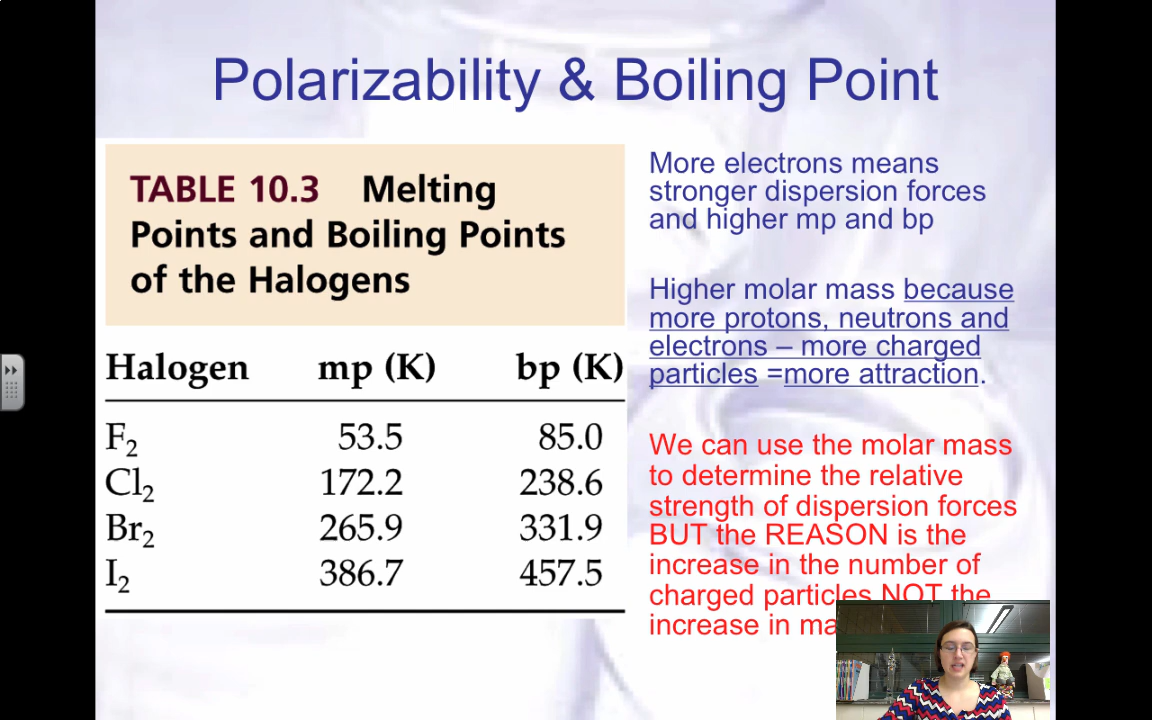 Polarizability & Boiling Point
TABLE 10.3 Melting
Points and Boiling Points
of the Halogens
Halogen mp (K) bp (K)
F₂ 53.5 85.0
Cl₂ 172.2 238.6
Br₂ 265.9 331.9
I₂ 386.7 457.5
More electrons means
stronger dispersion forces
and higher mp and bp
Higher molar mass because
more protons, neutrons and
electrons – more charged
particles =more attraction.
We can use the molar mass
to determine the relative
strength of dispersion forces
BUT the REASON is the
increase in the number of
charged particles NOT the
increase in